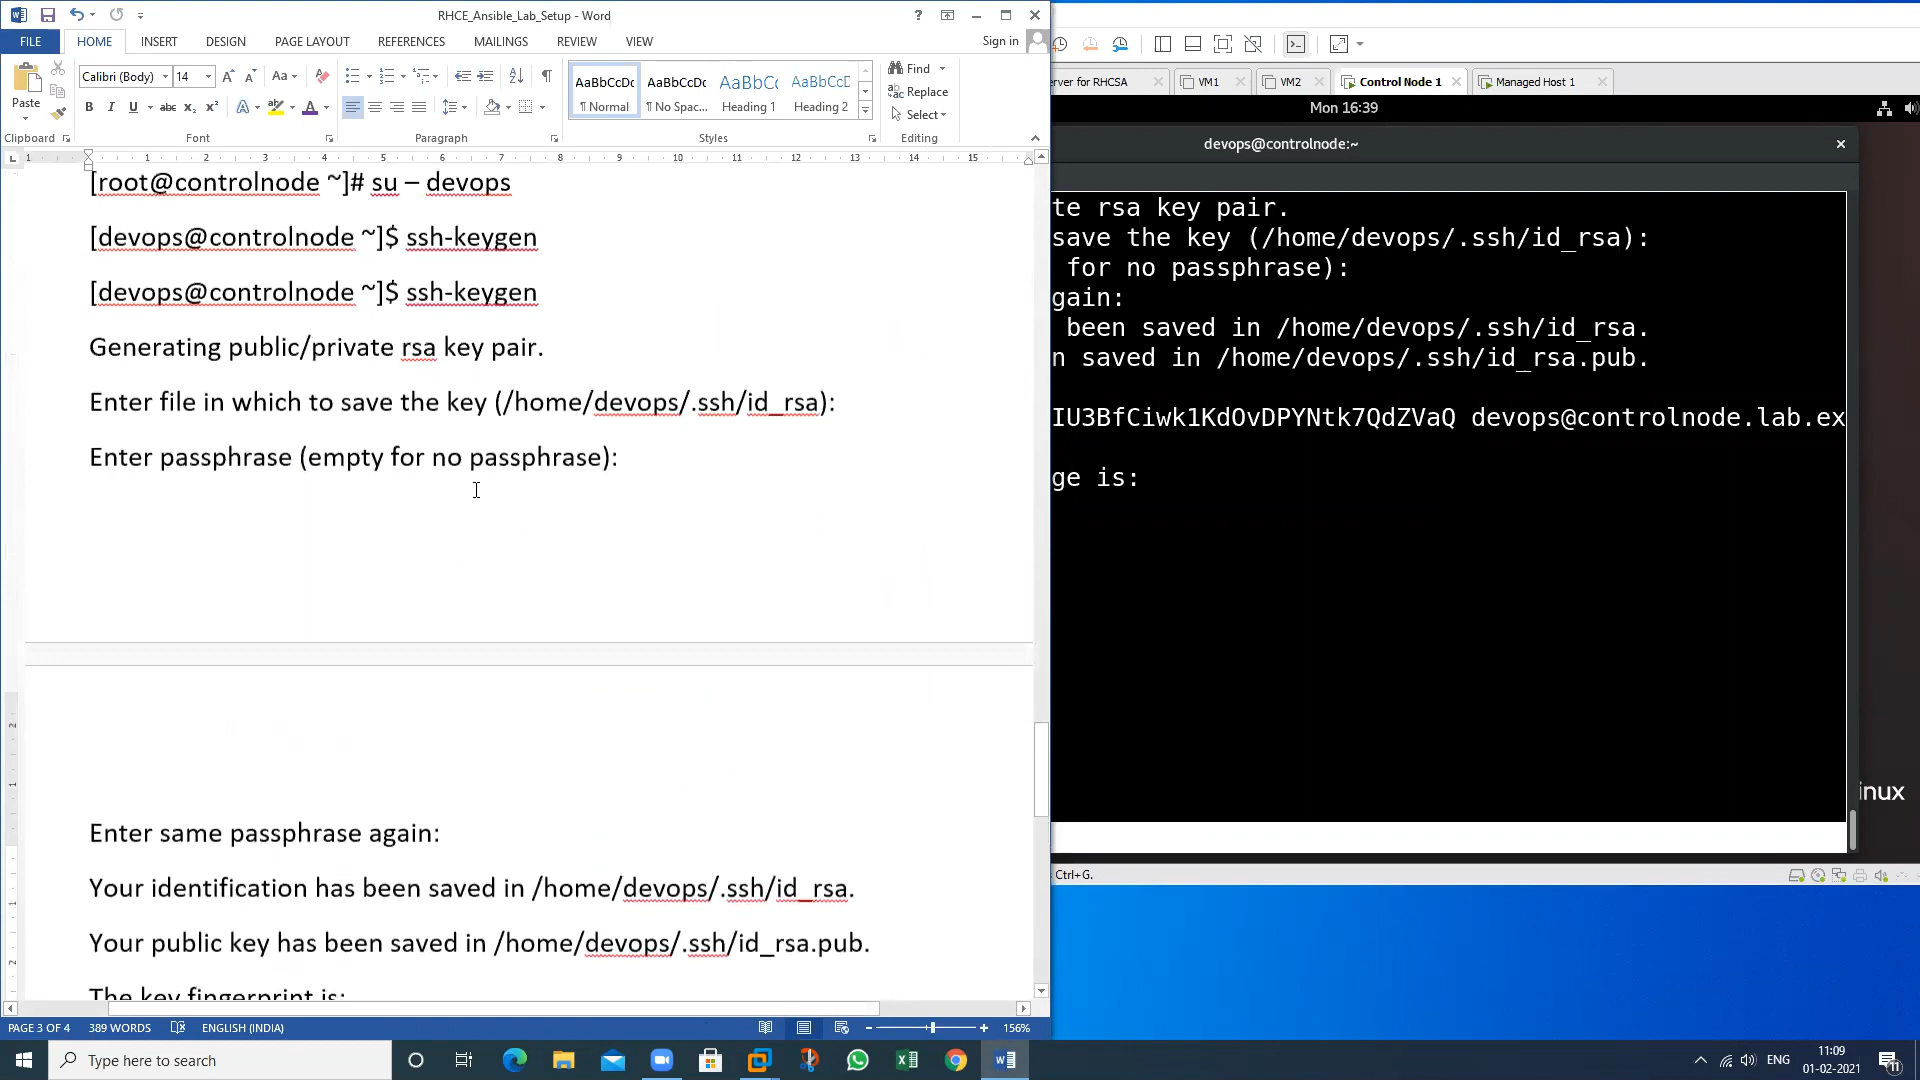 RHCE_Ansible_Lab_Setup - Word
FILE
HOME
INSERT
DESIGN
PAGE LAYOUT
REFERENCES
MAILINGS
REVIEW
VIEW
Sign in
Paste
Calibri (Body)
14
Find
Replace
Select
AaBbCcDc
¶ Normal
AaBbCcDc
¶ No Spac...
AaBbCc
Heading 1
AaBbCcD
Heading 2
Clipboard
Font
Paragraph
Styles
Editing
[root@controlnode ~]# su – devops
[devops@controlnode ~]$ ssh-keygen
[devops@controlnode ~]$ ssh-keygen
Generating public/private rsa key pair.
Enter file in which to save the key (/home/devops/.ssh/id_rsa):
Enter passphrase (empty for no passphrase):
Enter same passphrase again:
Your identification has been saved in /home/devops/.ssh/id_rsa.
Your public key has been saved in /home/devops/.ssh/id_rsa.pub.
The key fingerprint is:
PAGE 3 OF 4
389 WORDS
ENGLISH (INDIA)
156%
erver for RHCSA
VM1
VM2
Control Node 1
Managed Host 1
Mon 16:39
devops@controlnode:~
te rsa key pair.
save the key (/home/devops/.ssh/id_rsa):
for no passphrase):
gain:
been saved in /home/devops/.ssh/id_rsa.
n saved in /home/devops/.ssh/id_rsa.pub.
IU3BfCiwk1KdOvDPYNtk7QdZVaQ devops@controlnode.lab.ex
ge is:
inux
Ctrl+G.
Type here to search
ENG
11:09
01-02-2021
11